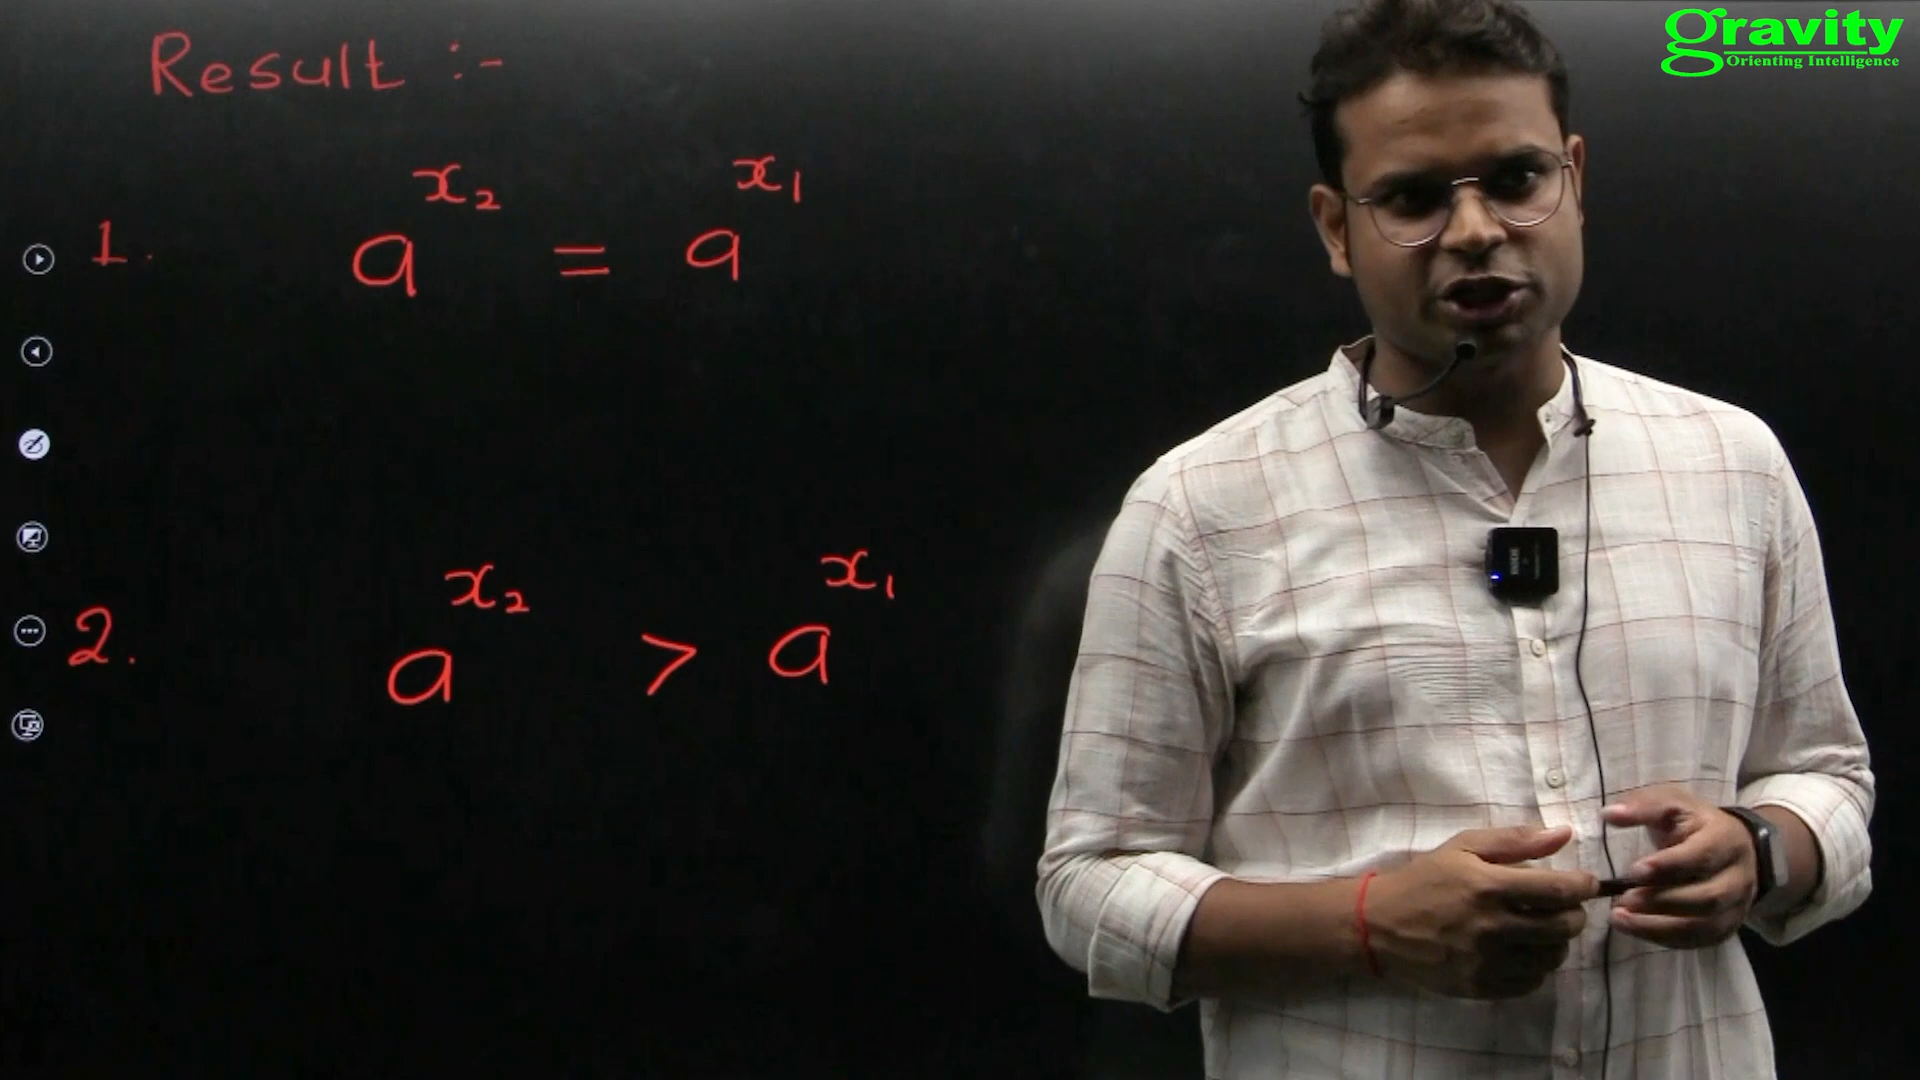 Result :-
1. a^x₂ = a^x₁
2. a^x₂ > a^x₁
gravity
Orienting Intelligence